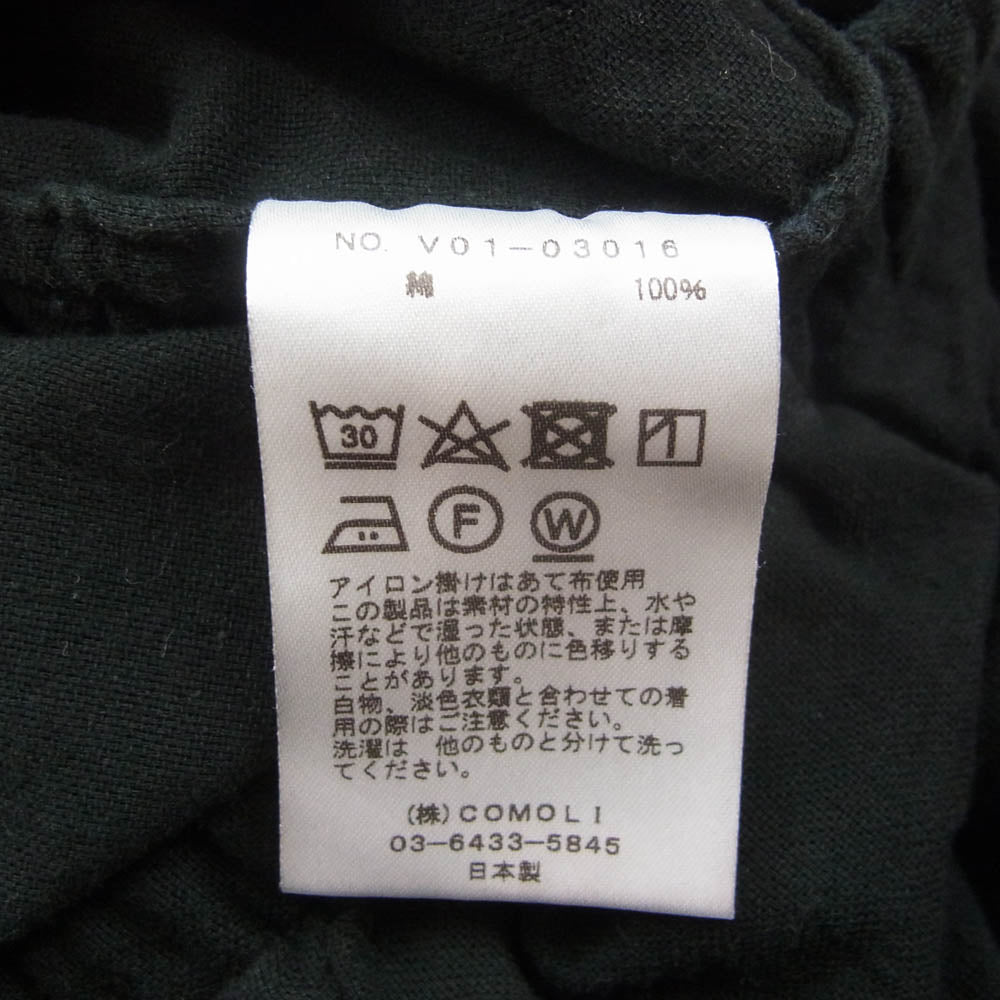 NO. V01-03016
綿 100%
30
F W
アイロン掛けはあて布使用
この製品は素材の特性上、水や
汗などで湿った状態、または摩
擦により他のものに色移りする
ことがあります。
白物、淡色衣類と合わせての着
用の際はご注意ください。
洗濯は 他のものと分けて洗っ
てください。
(株)COMOLI
03-6433-5845
日本製